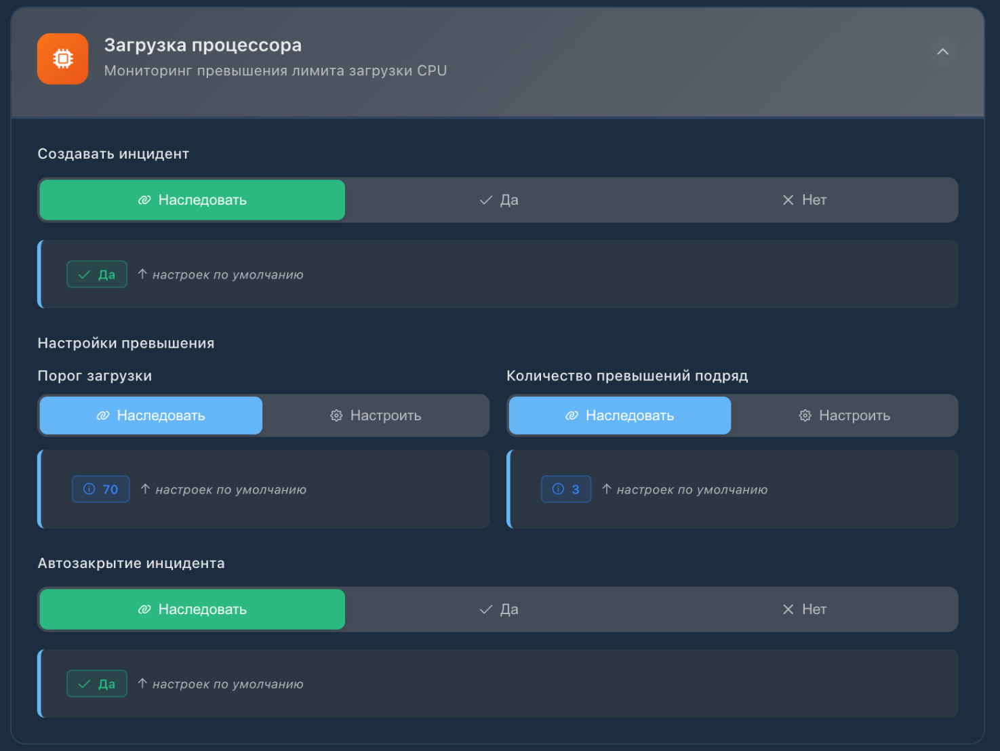 Загрузка процессора
Мониторинг превышения лимита загрузки CPU
Создавать инцидент
Наследовать Да Нет
Да ↑ настроек по умолчанию
Настройки превышения
Порог загрузки
Наследовать Настроить
70 ↑ настроек по умолчанию
Количество превышений подряд
Наследовать Настроить
3 ↑ настроек по умолчанию
Автозакрытие инцидента
Наследовать Да Нет
Да ↑ настроек по умолчанию